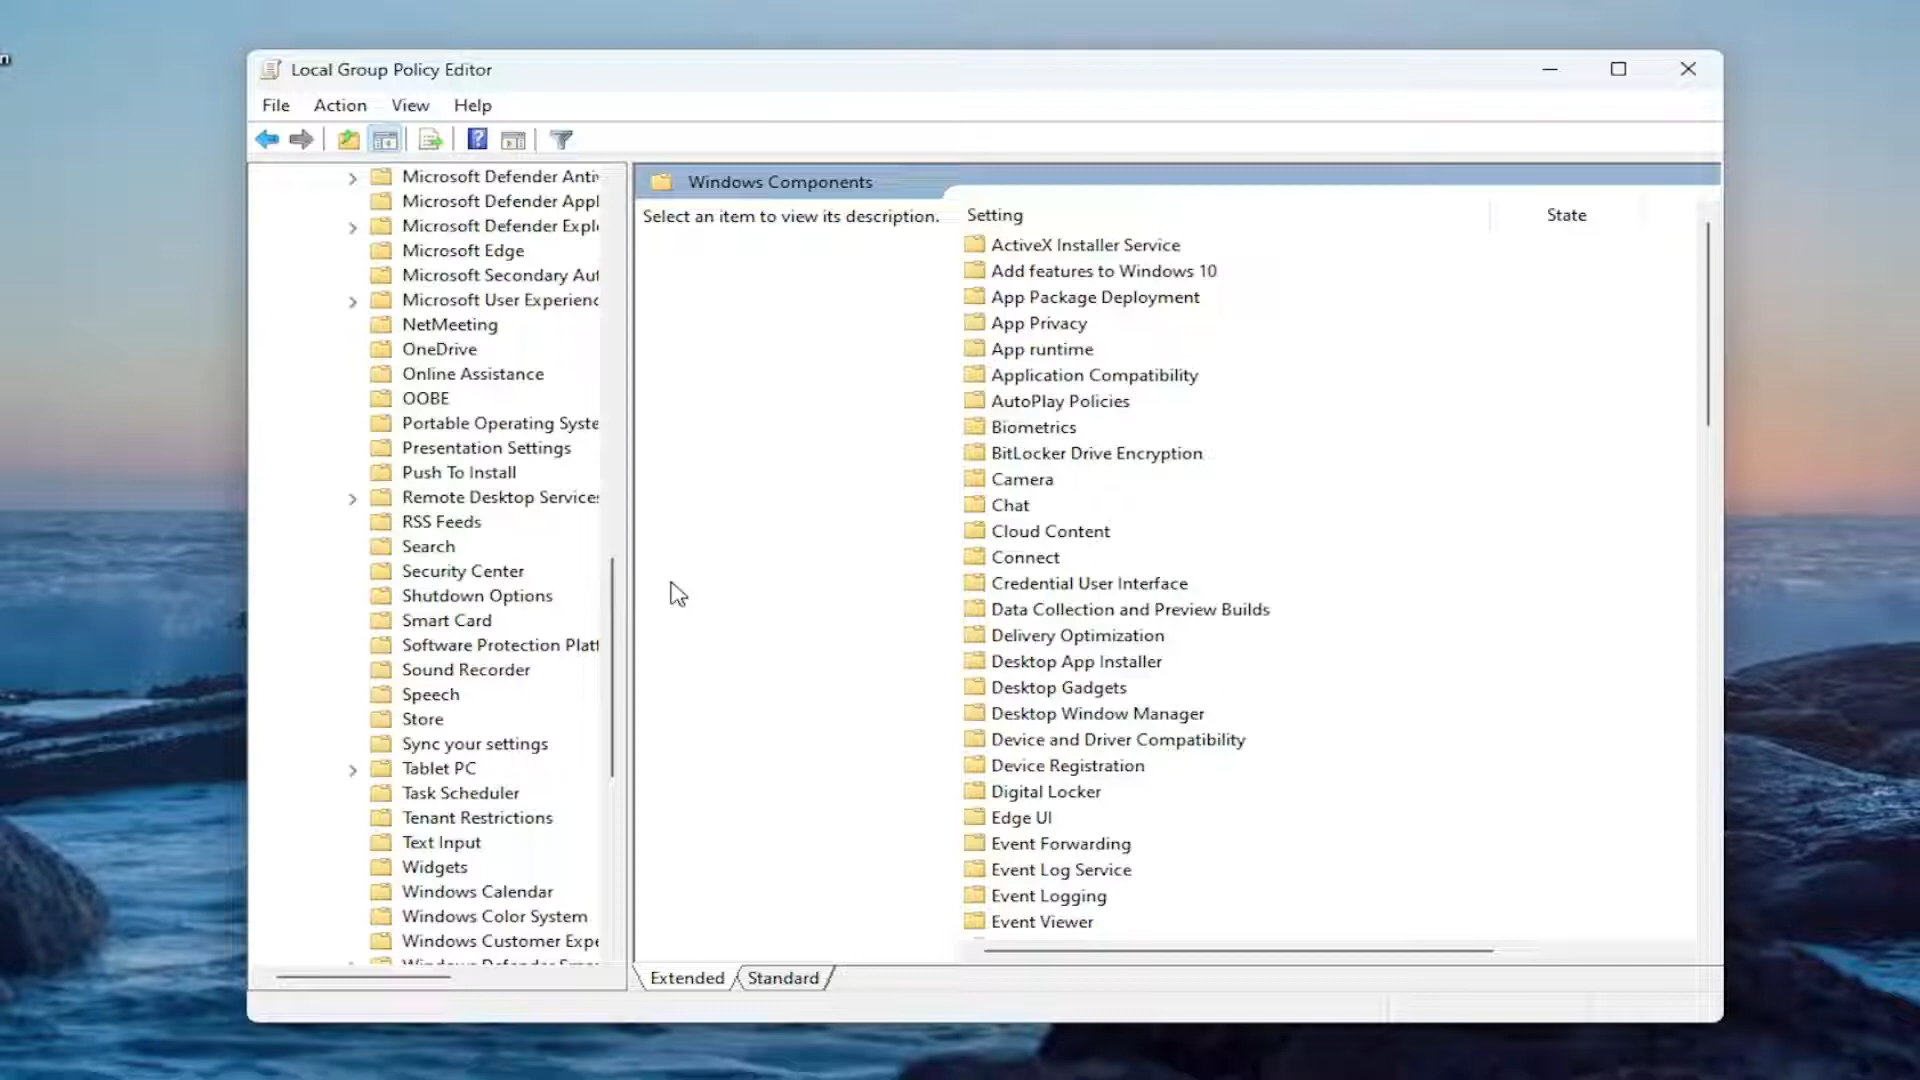 n
Local Group Policy Editor
File Action View Help
Microsoft Defender Anti
Microsoft Defender Appl
Microsoft Defender Expl
Microsoft Edge
Microsoft Secondary Aut
Microsoft User Experienc
NetMeeting
OneDrive
Online Assistance
OOBE
Portable Operating Syste
Presentation Settings
Push To Install
Remote Desktop Services
RSS Feeds
Search
Security Center
Shutdown Options
Smart Card
Software Protection Platf
Sound Recorder
Speech
Store
Sync your settings
Tablet PC
Task Scheduler
Tenant Restrictions
Text Input
Widgets
Windows Calendar
Windows Color System
Windows Customer Expe
Windows Components
Select an item to view its description.
Setting State
ActiveX Installer Service
Add features to Windows 10
App Package Deployment
App Privacy
App runtime
Application Compatibility
AutoPlay Policies
Biometrics
BitLocker Drive Encryption
Camera
Chat
Cloud Content
Connect
Credential User Interface
Data Collection and Preview Builds
Delivery Optimization
Desktop App Installer
Desktop Gadgets
Desktop Window Manager
Device and Driver Compatibility
Device Registration
Digital Locker
Edge UI
Event Forwarding
Event Log Service
Event Logging
Event Viewer
Extended Standard